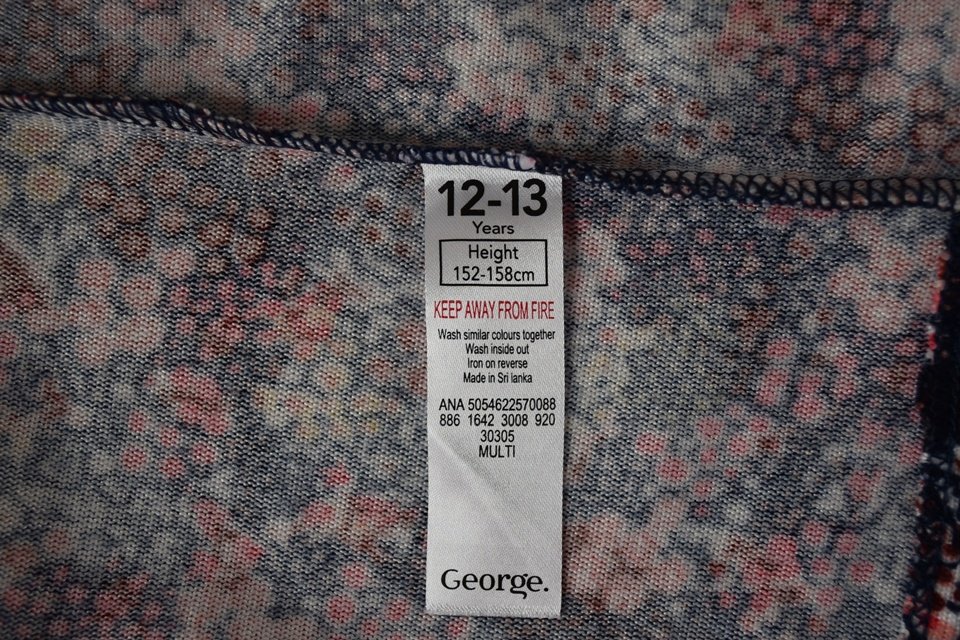 12-13
Years
Height
152-158cm
KEEP AWAY FROM FIRE
Wash similar colours together
Wash inside out
Iron on reverse
Made in Sri lanka
ANA 5054622570088
886 1642 3008 920
30305
MULTI
George.